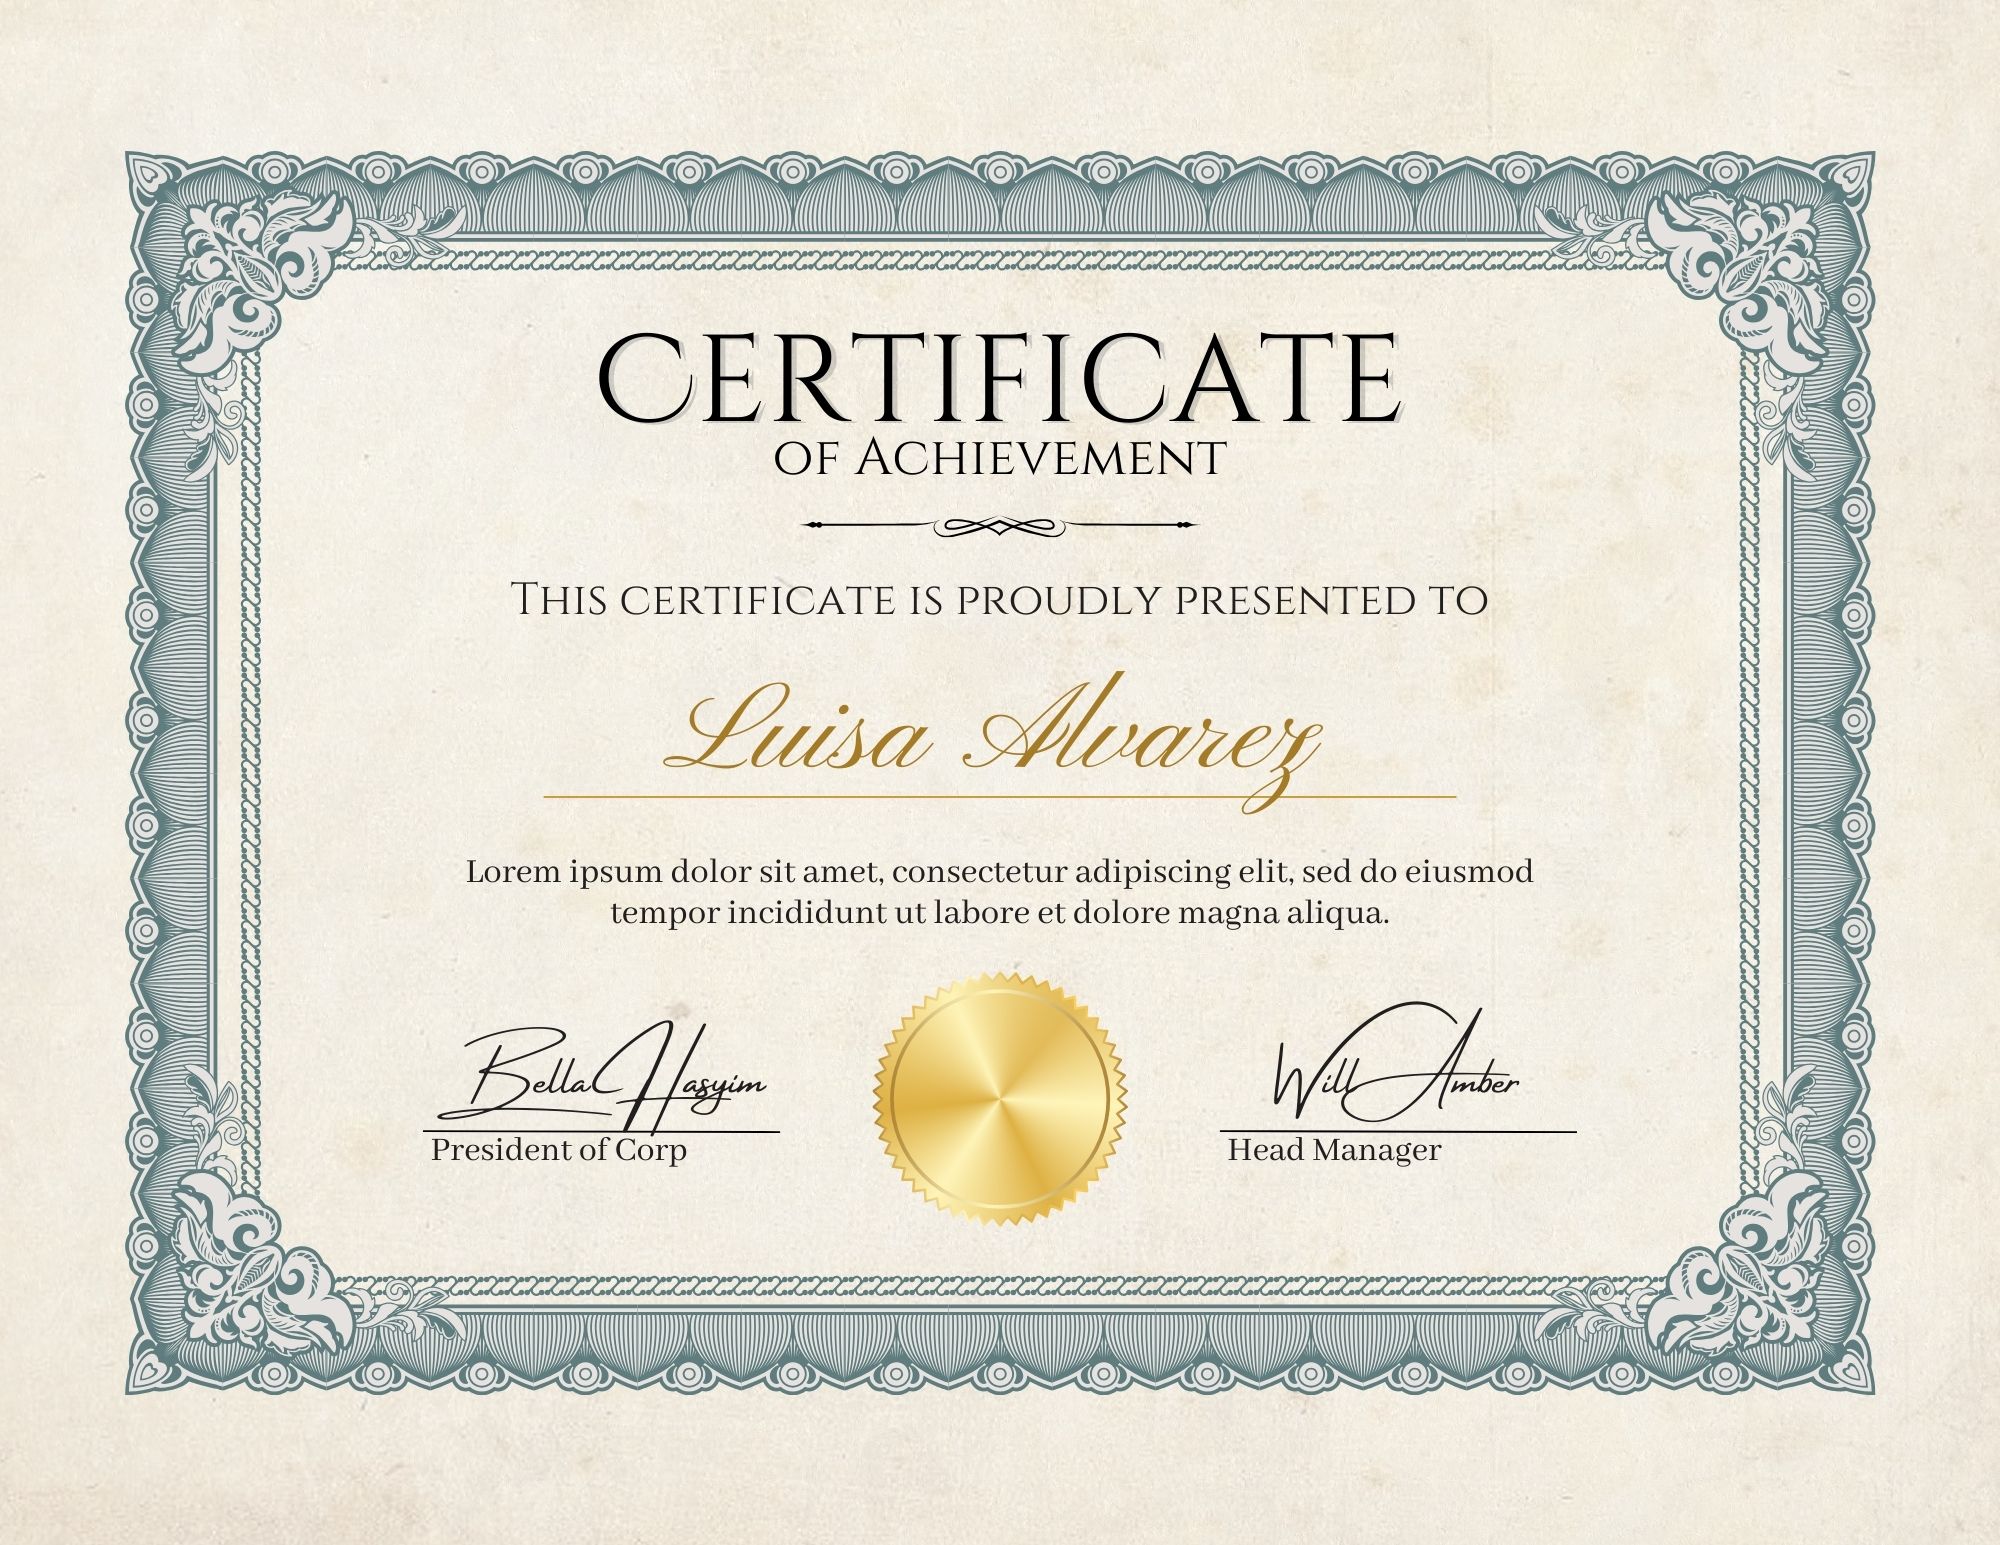 Certificate
of Achievement
This certificate is proudly presented to
Luisa Alvarez
Lorem ipsum dolor sit amet, consectetur adipiscing elit, sed do eiusmod
tempor incididunt ut labore et dolore magna aliqua.
Bella Hasyim
Will Amber
President of Corp
Head Manager